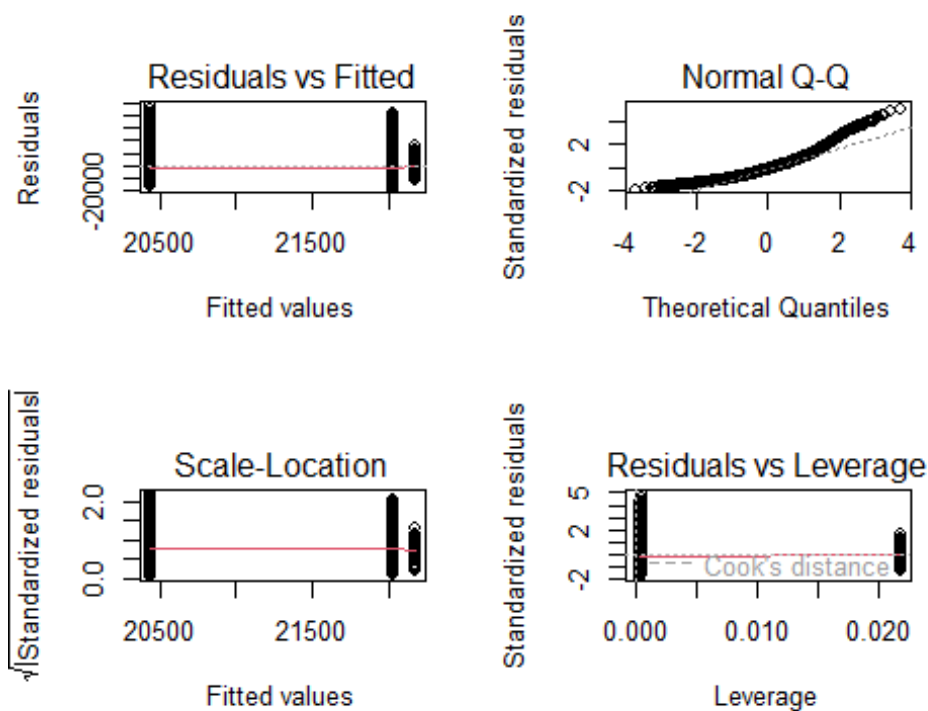 Residuals vs Fitted
Residuals
-20000
20500 21500
Fitted values
Normal Q-Q
Standardized residuals
-2 2
-4 -2 0 2 4
Theoretical Quantiles
Scale-Location
√|Standardized residuals|
0.0 2.0
20500 21500
Fitted values
Residuals vs Leverage
Standardized residuals
-2 2 5
Cook's distance
0.000 0.010 0.020
Leverage